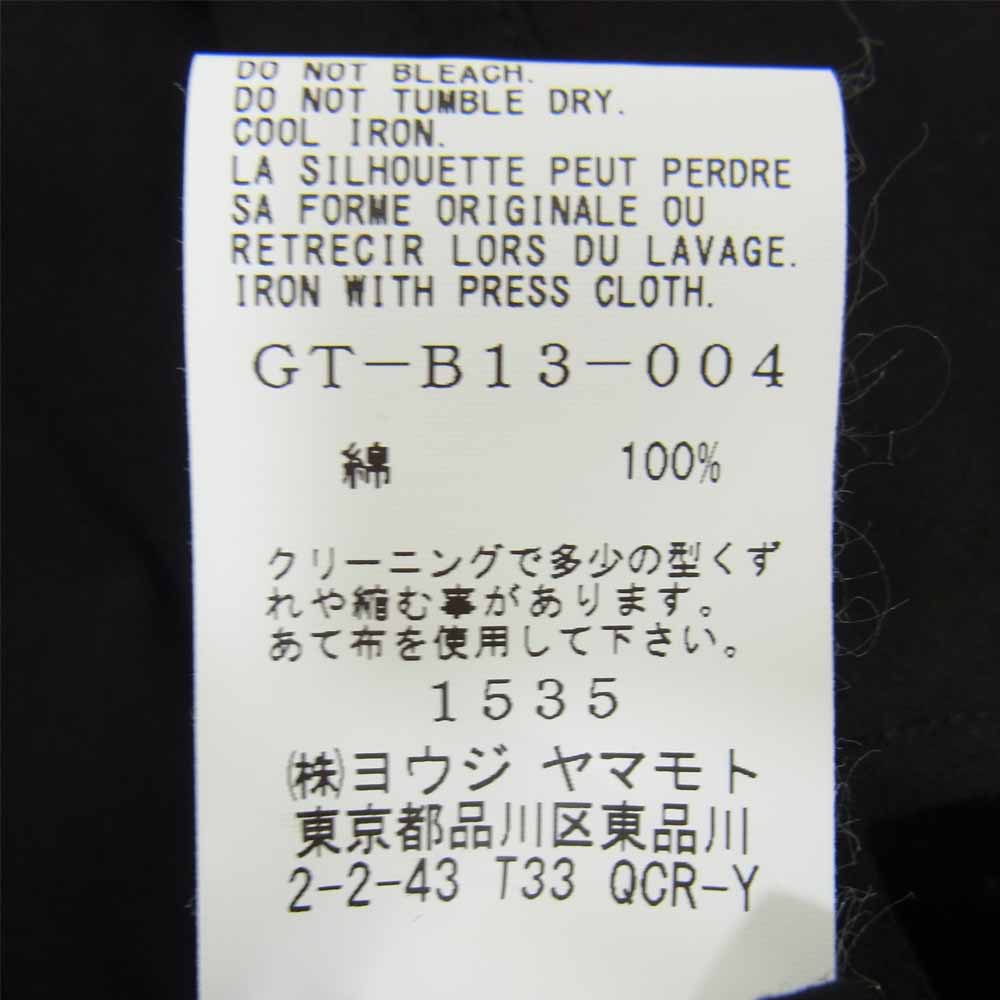 DO NOT BLEACH.
DO NOT TUMBLE DRY.
COOL IRON.
LA SILHOUETTE PEUT PERDRE
SA FORME ORIGINALE OU
RETRECIR LORS DU LAVAGE.
IRON WITH PRESS CLOTH.
GT-B13-004
綿 100%
クリーニングで多少の型くず
れや縮む事があります。
あて布を使用して下さい。
1535
㈱ヨウジ ヤマモト
東京都品川区東品川
2-2-43 T33 QCR-Y